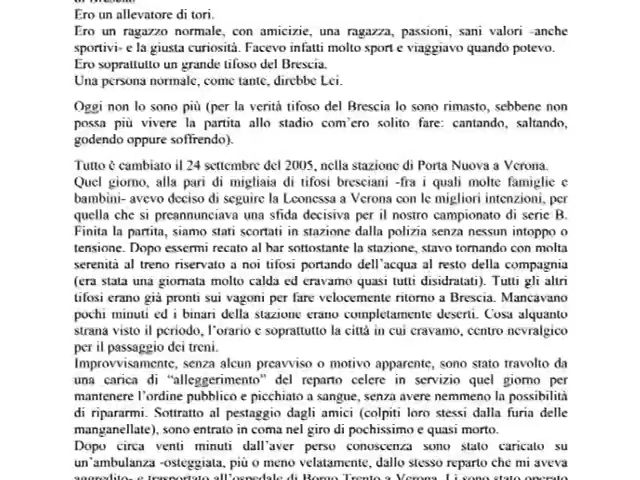 di Brescia.
Ero un allevatore di tori.
Ero un ragazzo normale, con amicizie, una ragazza, passioni, sani valori -anche
sportivi- e la giusta curiosità. Facevo infatti molto sport e viaggiavo quando potevo.
Ero soprattutto un grande tifoso del Brescia.
Una persona normale, come tante, direbbe Lei.
Oggi non lo sono più (per la verità tifoso del Brescia lo sono rimasto, sebbene non
possa più vivere la partita allo stadio com'ero solito fare: cantando, saltando,
godendo oppure soffrendo).
Tutto è cambiato il 24 settembre del 2005, nella stazione di Porta Nuova a Verona.
Quel giorno, alla pari di migliaia di tifosi bresciani -fra i quali molte famiglie e
bambini- avevo deciso di seguire la Leonessa a Verona con le migliori intenzioni, per
quella che si preannunciava una sfida decisiva per il nostro campionato di serie B.
Finita la partita, siamo stati scortati in stazione dalla polizia senza nessun intoppo o
tensione. Dopo essermi recato al bar sottostante la stazione, stavo tornando con molta
serenità al treno riservato a noi tifosi portando dell'acqua al resto della compagnia
(era stata una giornata molto calda ed eravamo quasi tutti disidratati). Tutti gli altri
tifosi erano già pronti sui vagoni per fare velocemente ritorno a Brescia. Mancavano
pochi minuti ed i binari della stazione erano completamente deserti. Cosa alquanto
strana visto il periodo, l'orario e soprattutto la città in cui eravamo, centro nevralgico
per il passaggio dei treni.
Improvvisamente, senza alcun preavviso o motivo apparente, sono stato travolto da
una carica di “alleggerimento” del reparto celere in servizio quel giorno per
mantenere l'ordine pubblico e picchiato a sangue, senza avere nemmeno la possibilità
di ripararmi. Sottratto al pestaggio dagli amici (colpiti loro stessi dalla furia delle
manganellate), sono entrato in coma nel giro di pochissimo e quasi morto.
Dopo circa venti minuti dall'aver perso conoscenza sono stato caricato su
un'ambulanza -osteggiata, più o meno velatamente, dallo stesso reparto che mi aveva
aggredito- e trasportato all'ospedale di Borgo Trento a Verona. Lì sono stato operato